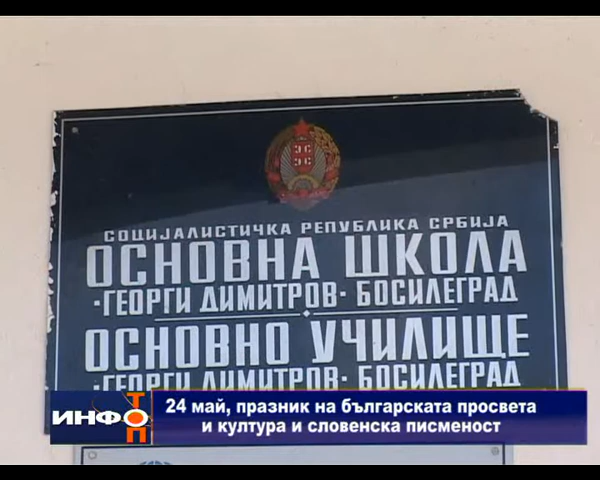 СОЦИЈАЛИСТИЧКА РЕПУБЛИКА СРБИЈА
ОСНОВНА ШКОЛА
·ГЕОРГИ ДИМИТРОВ· БОСИЛЕГРАД
ОСНОВНО УЧИЛИЩЕ
·ГЕОРГИ ДИМИТРОВ· БОСИЛЕГРАД
ИНФО
ТОП
24 май, празник на българската просвета
и култура и словенска писменост